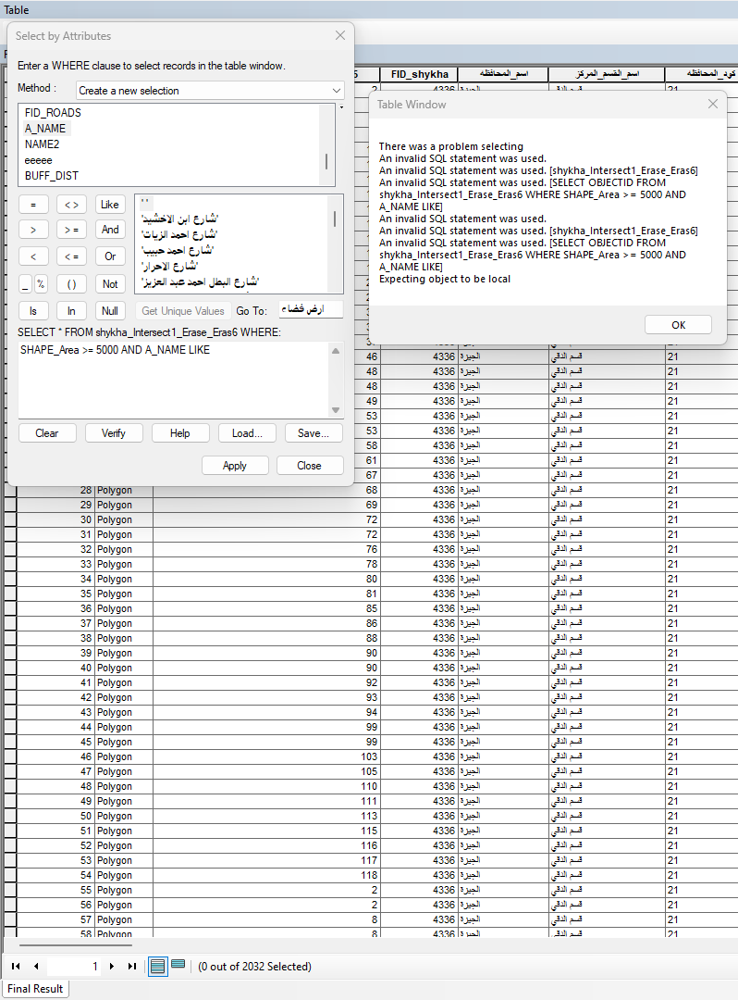 Table
Select by Attributes
Enter a WHERE clause to select records in the table window.
Method :
Create a new selection
FID_ROADS
A_NAME
NAME2
eeeee
BUFF_DIST
= < > Like
> > = And
< < = Or
_ % ( ) Not
Is In Null
' '
'شارع ابن الاخشيد'
'شارع احمد الزيات'
'شارع احمد حبيب'
'شارع الاحرار'
'شارع البطل احمد عبد العزيز'
Get Unique Values Go To: ارض فضاء
SELECT * FROM shykha_Intersect1_Erase_Eras6 WHERE:
SHAPE_Area >= 5000 AND A_NAME LIKE
Clear Verify Help Load... Save...
Apply Close
Table Window
There was a problem selecting
An invalid SQL statement was used.
An invalid SQL statement was used. [shykha_Intersect1_Erase_Eras6]
An invalid SQL statement was used. [SELECT OBJECTID FROM
shykha_Intersect1_Erase_Eras6 WHERE SHAPE_Area >= 5000 AND
A_NAME LIKE]
An invalid SQL statement was used.
An invalid SQL statement was used. [shykha_Intersect1_Erase_Eras6]
An invalid SQL statement was used. [SELECT OBJECTID FROM
shykha_Intersect1_Erase_Eras6 WHERE SHAPE_Area >= 5000 AND
A_NAME LIKE]
Expecting object to be local
OK
FID_shykha اسم_المحافظه اسم_القسم_المركز كود_المحافظه
46 4336 الجيزة قسم الدقي 21
48 4336 الجيزة قسم الدقي 21
48 4336 الجيزة قسم الدقي 21
49 4336 الجيزة قسم الدقي 21
53 4336 الجيزة قسم الدقي 21
53 4336 الجيزة قسم الدقي 21
58 4336 الجيزة قسم الدقي 21
61 4336 الجيزة قسم الدقي 21
67 4336 الجيزة قسم الدقي 21
28 Polygon 68 4336 الجيزة قسم الدقي 21
29 Polygon 69 4336 الجيزة قسم الدقي 21
30 Polygon 72 4336 الجيزة قسم الدقي 21
31 Polygon 72 4336 الجيزة قسم الدقي 21
32 Polygon 76 4336 الجيزة قسم الدقي 21
33 Polygon 78 4336 الجيزة قسم الدقي 21
34 Polygon 80 4336 الجيزة قسم الدقي 21
35 Polygon 81 4336 الجيزة قسم الدقي 21
36 Polygon 85 4336 الجيزة قسم الدقي 21
37 Polygon 86 4336 الجيزة قسم الدقي 21
38 Polygon 88 4336 الجيزة قسم الدقي 21
39 Polygon 90 4336 الجيزة قسم الدقي 21
40 Polygon 90 4336 الجيزة قسم الدقي 21
41 Polygon 92 4336 الجيزة قسم الدقي 21
42 Polygon 93 4336 الجيزة قسم الدقي 21
43 Polygon 94 4336 الجيزة قسم الدقي 21
44 Polygon 99 4336 الجيزة قسم الدقي 21
45 Polygon 99 4336 الجيزة قسم الدقي 21
46 Polygon 103 4336 الجيزة قسم الدقي 21
47 Polygon 105 4336 الجيزة قسم الدقي 21
48 Polygon 110 4336 الجيزة قسم الدقي 21
49 Polygon 111 4336 الجيزة قسم الدقي 21
50 Polygon 113 4336 الجيزة قسم الدقي 21
51 Polygon 115 4336 الجيزة قسم الدقي 21
52 Polygon 116 4336 الجيزة قسم الدقي 21
53 Polygon 117 4336 الجيزة قسم الدقي 21
54 Polygon 118 4336 الجيزة قسم الدقي 21
55 Polygon 2 4336 الجيزة قسم الدقي 21
56 Polygon 2 4336 الجيزة قسم الدقي 21
57 Polygon 8 4336 الجيزة قسم الدقي 21
58 Polygon 8 4336 الجيزة قسم الدقي 21
1 (0 out of 2032 Selected)
Final Result